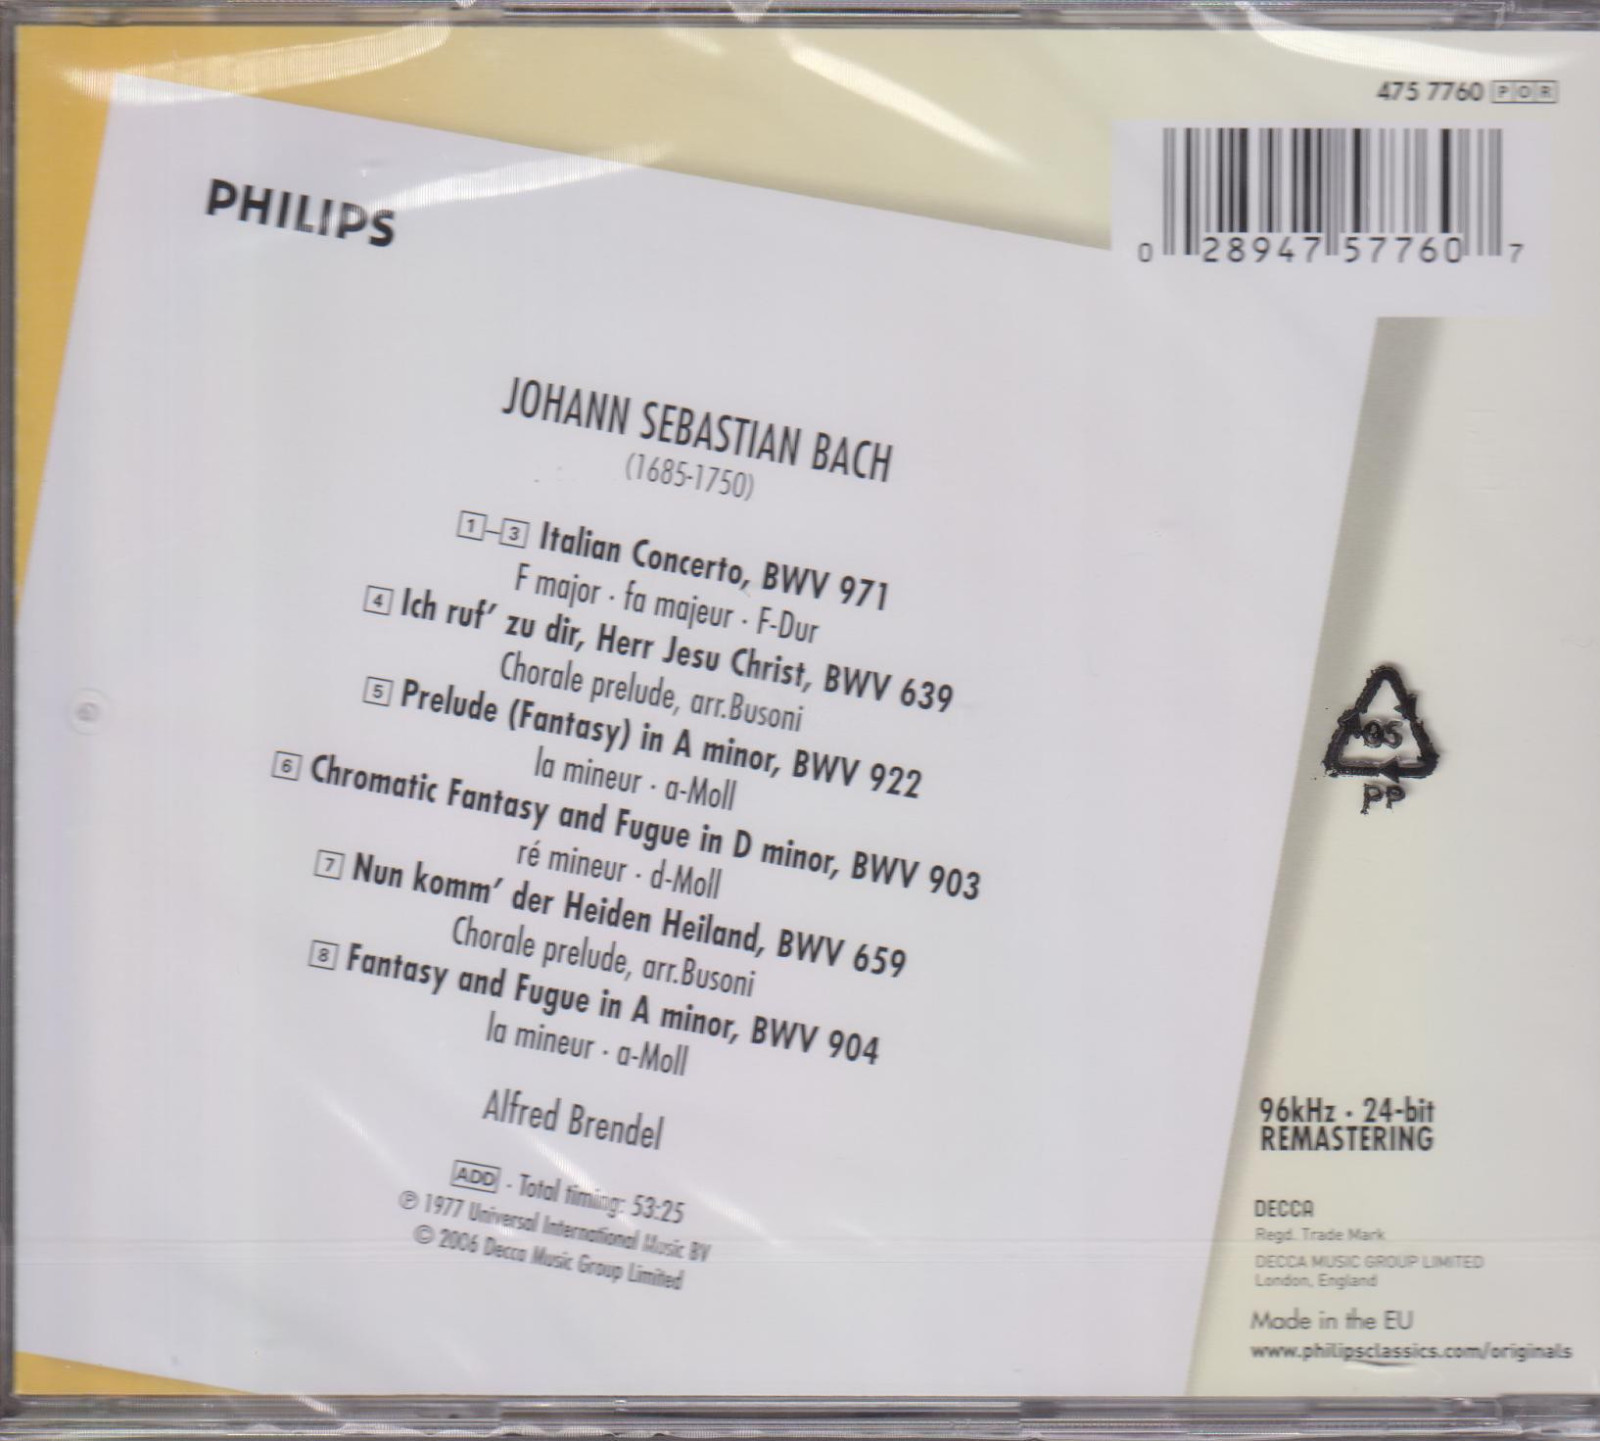 475 7760 POR
0 28947 57760 7
PHILIPS
JOHANN SEBASTIAN BACH
(1685-1750)
1-3 Italian Concerto, BWV 971
F major · fa majeur · F-Dur
4 Ich ruf' zu dir, Herr Jesu Christ, BWV 639
Chorale prelude, arr.Busoni
5 Prelude (Fantasy) in A minor, BWV 922
la mineur · a-Moll
6 Chromatic Fantasy and Fugue in D minor, BWV 903
ré mineur · d-Moll
7 Nun komm' der Heiden Heiland, BWV 659
Chorale prelude, arr.Busoni
8 Fantasy and Fugue in A minor, BWV 904
la mineur · a-Moll
Alfred Brendel
ADD · Total timing: 53:25
℗ 1977 Universal International Music BV
© 2006 Decca Music Group Limited
05
PP
96kHz · 24-bit
REMASTERING
DECCA
Regd. Trade Mark
DECCA MUSIC GROUP LIMITED
London, England
Made in the EU
www.philipsclassics.com/originals